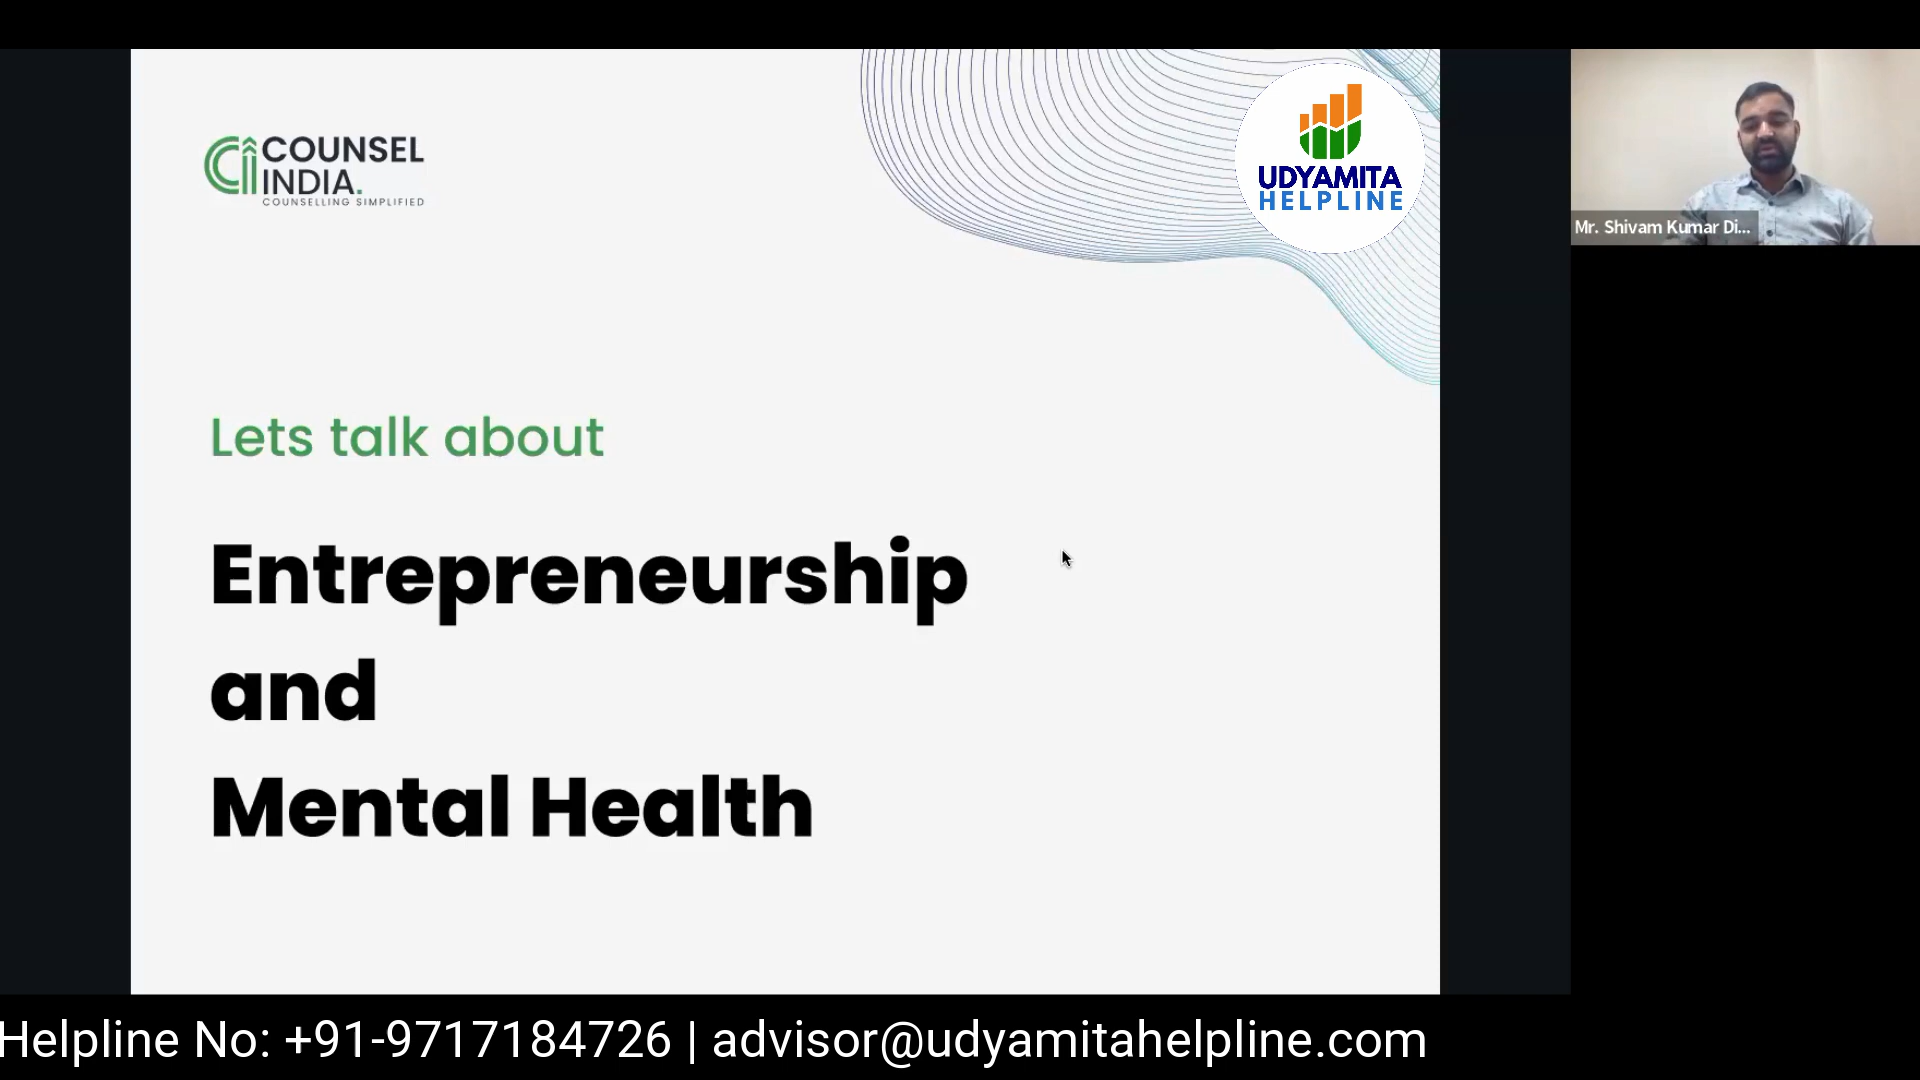 COUNSEL
INDIA.
COUNSELLING SIMPLIFIED
UDYAMITA
HELPLINE
Mr. Shivam Kumar Di...
Lets talk about
Entrepreneurship
and
Mental Health
Helpline No: +91-9717184726 | advisor@udyamitahelpline.com